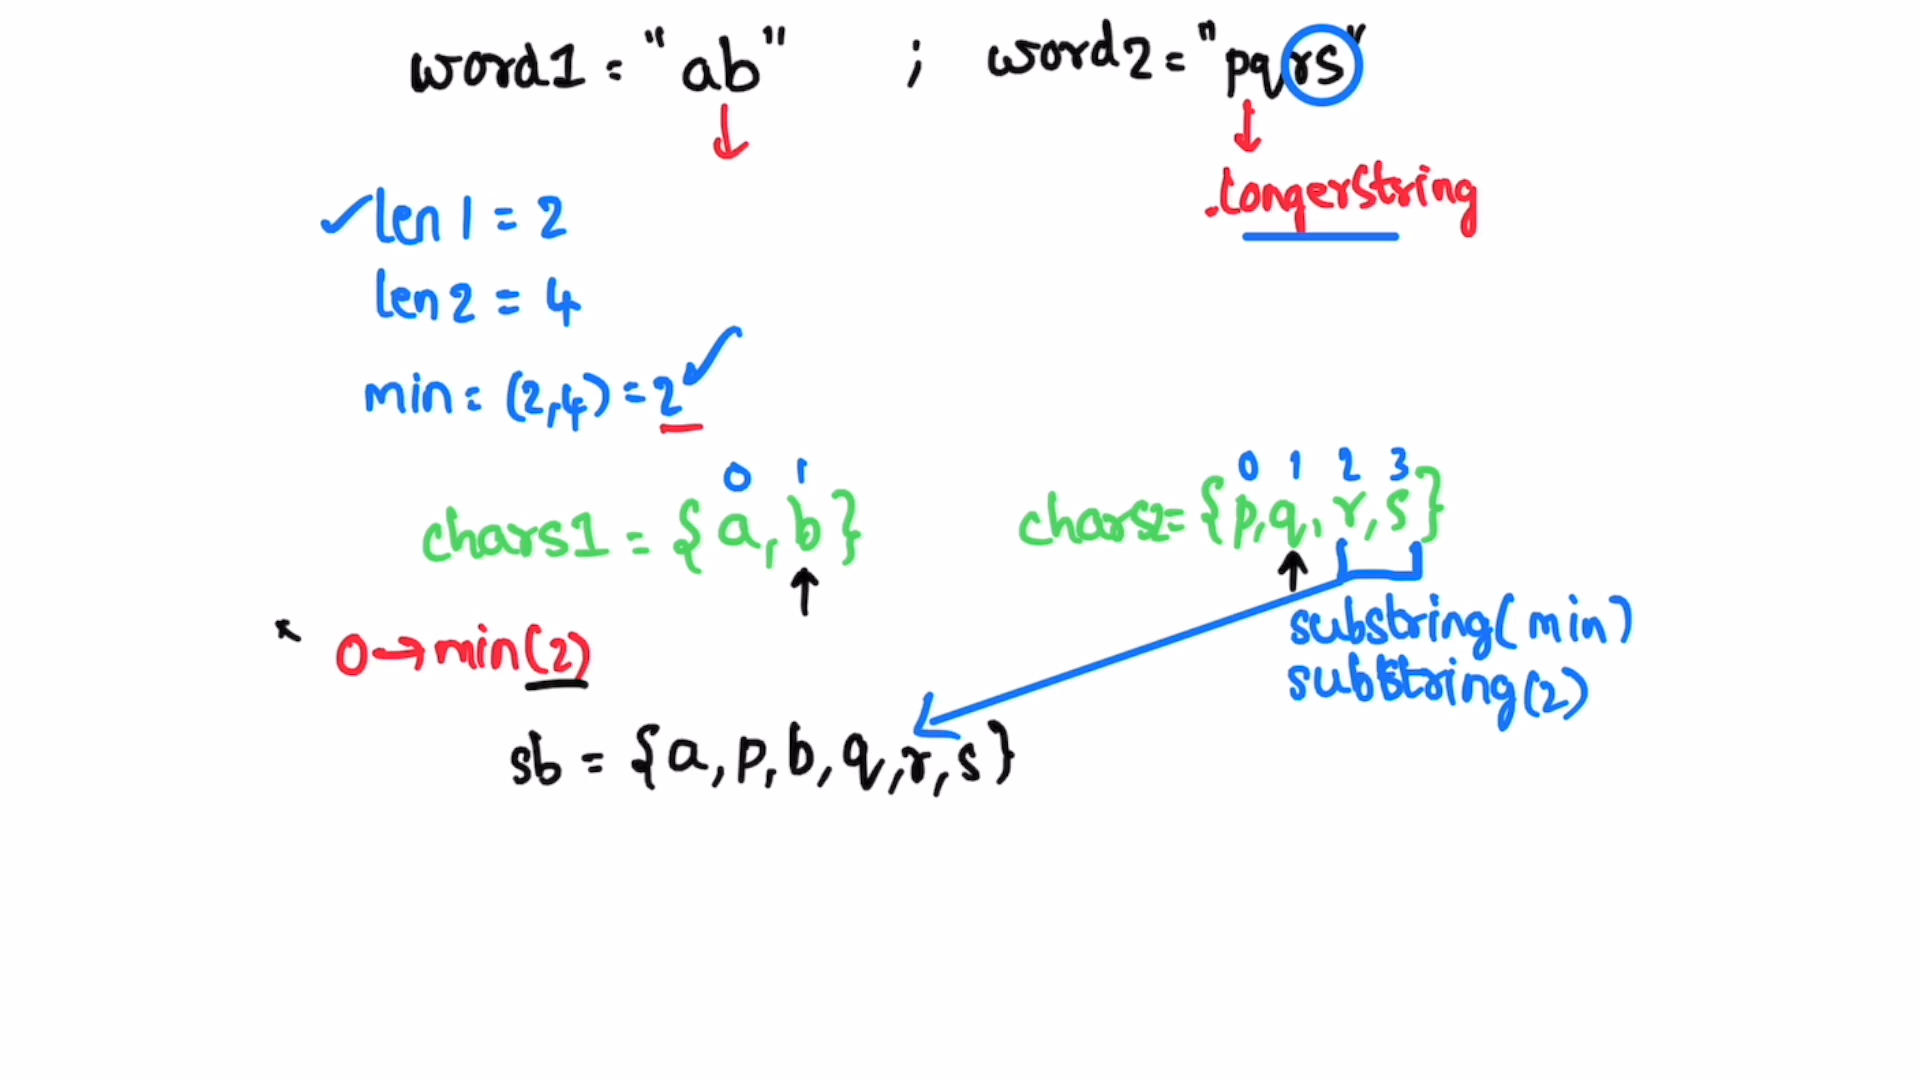 word1 = "ab" ; word2 = "pqrs"
.LongerString
len1 = 2
len2 = 4
min = (2,4) = 2
0 1
0 1 2 3
chars1 = {a, b}
chars2 = {p,q, r,s}
substring(min)
0→min(2)
substring(2)
sb = {a, p, b, q, r, s}